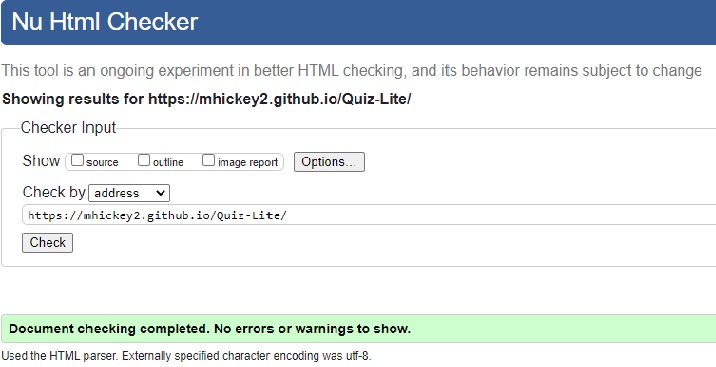 Nu Html Checker
This tool is an ongoing experiment in better HTML checking, and its behavior remains subject to change
Showing results for https://mhickey2.github.io/Quiz-Lite/
Checker Input
Show source outline image report Options...
Check by address
https://mhickey2.github.io/Quiz-Lite/
Check
Document checking completed. No errors or warnings to show.
Used the HTML parser. Externally specified character encoding was utf-8.